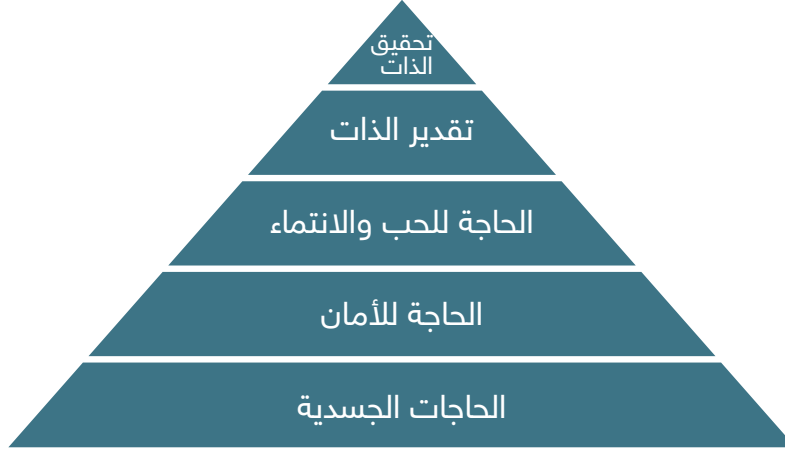 تحقيق
الذات
تقدير الذات
الحاجة للحب والانتماء
الحاجة للأمان
الحاجات الجسدية